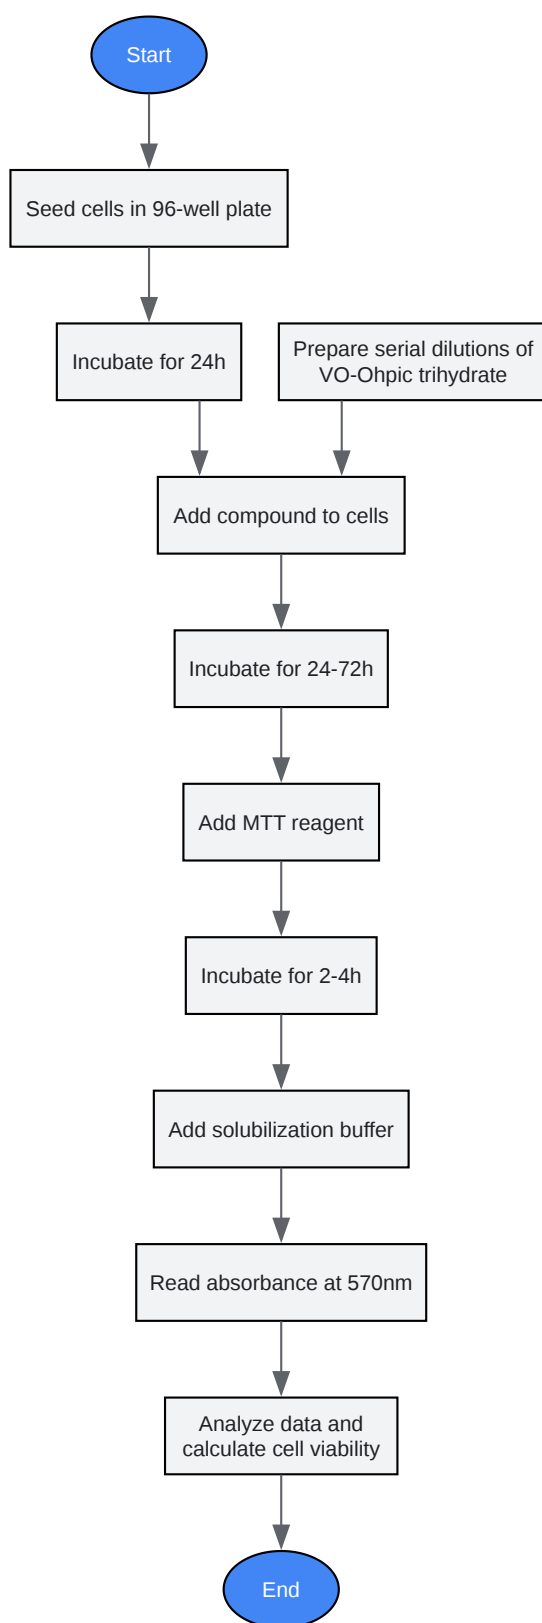 Start
Seed cells in 96-well plate
Incubate for 24h
Prepare serial dilutions of
VO-Ohpic trihydrate
Add compound to cells
Incubate for 24-72h
Add MTT reagent
Incubate for 2-4h
Add solubilization buffer
Read absorbance at 570nm
Analyze data and
calculate cell viability
End